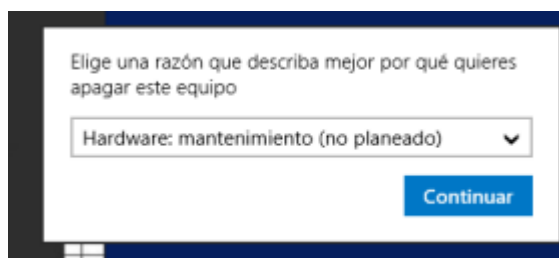 Elige una razón que describa mejor por qué quieres
apagar este equipo
Hardware: mantenimiento (no planeado)
Continuar